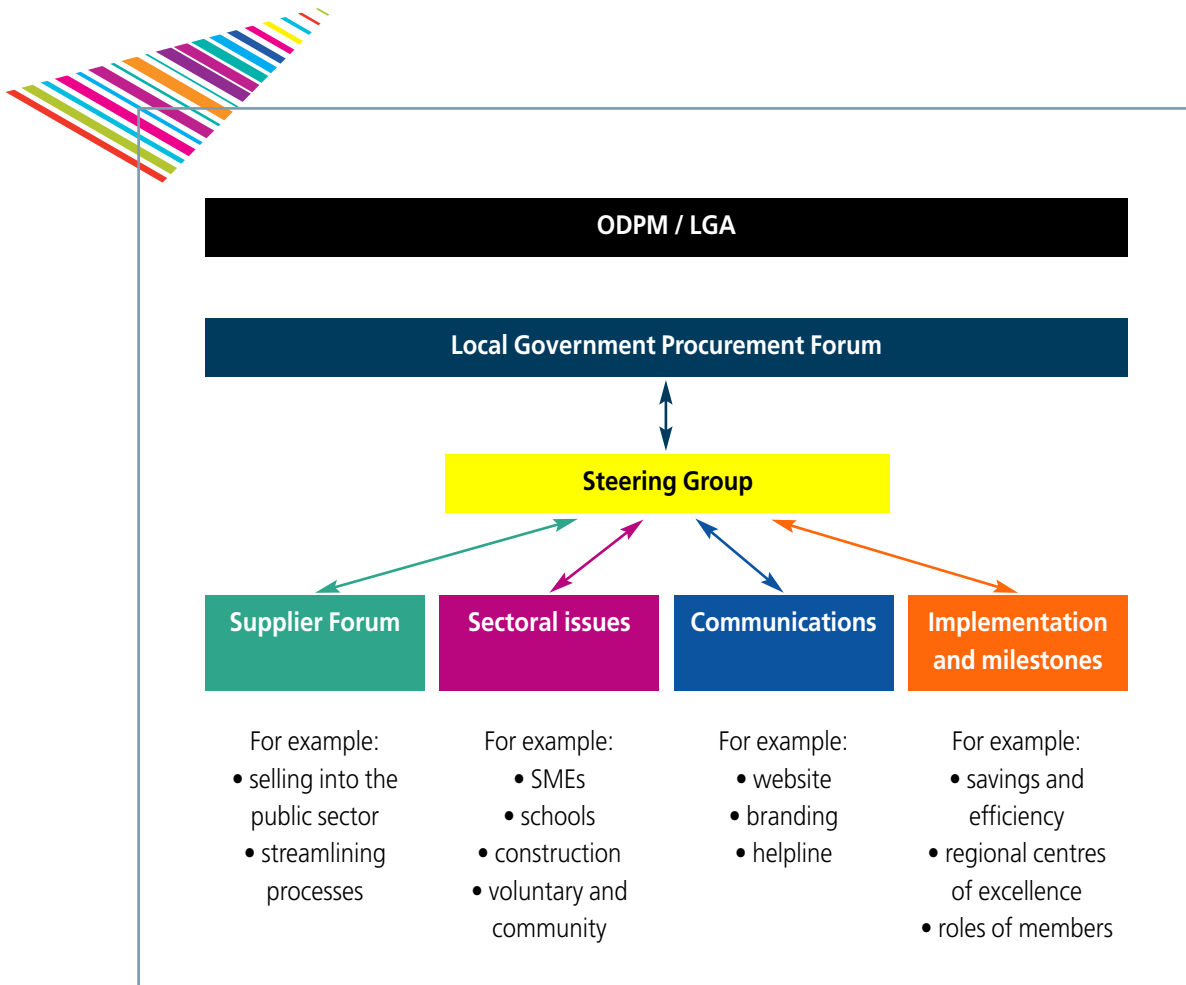 ODPM / LGA
Local Government Procurement Forum
Steering Group
Supplier Forum
Sectoral issues
Communications
Implementation
and milestones
For example:
• selling into the
public sector
• streamlining
processes
For example:
• SMEs
• schools
• construction
• voluntary and
community
For example:
• website
• branding
• helpline
For example:
• savings and
efficiency
• regional centres
of excellence
• roles of members